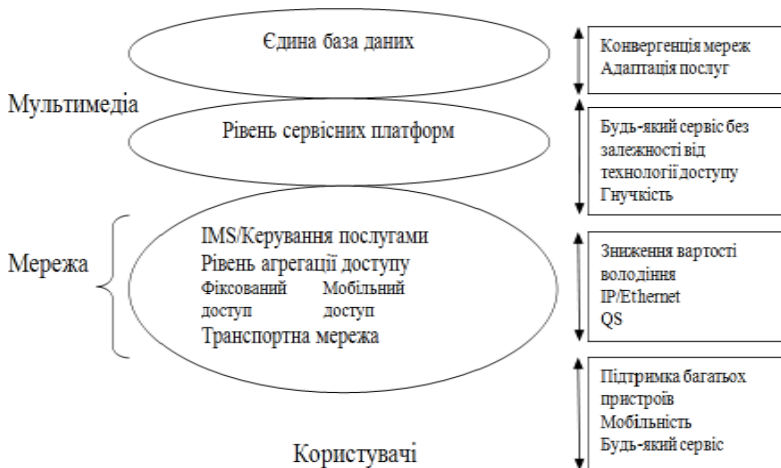 Єдина база даних
Мультимедіа
Рівень сервісних платформ
Мережа
IMS/Керування послугами
Рівень агрегації доступу
Фіксований Мобільний
доступ доступ
Транспортна мережа
Користувачі
Конвергенція мереж
Адаптація послуг
Будь-який сервіс без
залежності від
технології доступу
Гнучкість
Зниження вартості
володіння
IP/Ethernet
QS
Підтримка багатьох
пристроїв
Мобільність
Будь-який сервіс